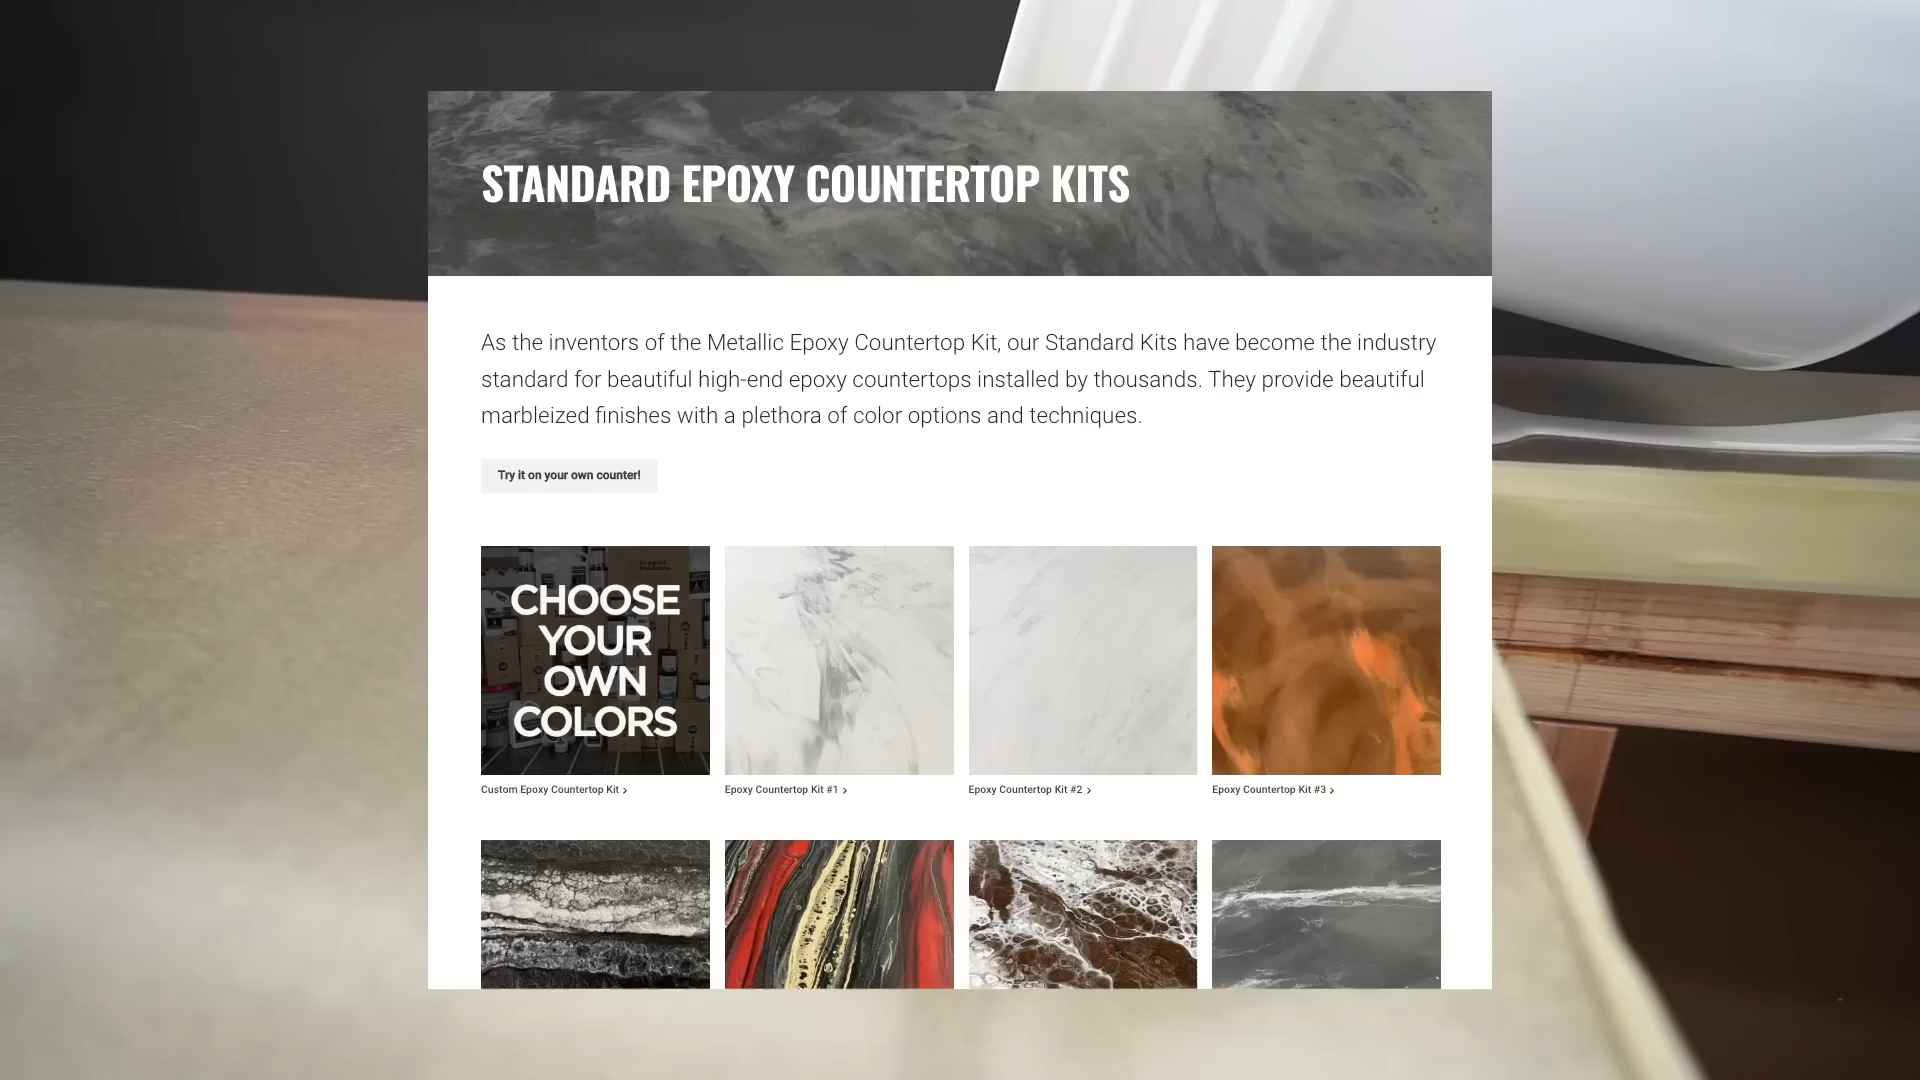 STANDARD EPOXY COUNTERTOP KITS
As the inventors of the Metallic Epoxy Countertop Kit, our Standard Kits have become the industry
standard for beautiful high-end epoxy countertops installed by thousands. They provide beautiful
marbleized finishes with a plethora of color options and techniques.
Try it on your own counter!
CHOOSE
YOUR
OWN
COLORS
Custom Epoxy Countertop Kit >
Epoxy Countertop Kit #1 >
Epoxy Countertop Kit #2 >
Epoxy Countertop Kit #3 >